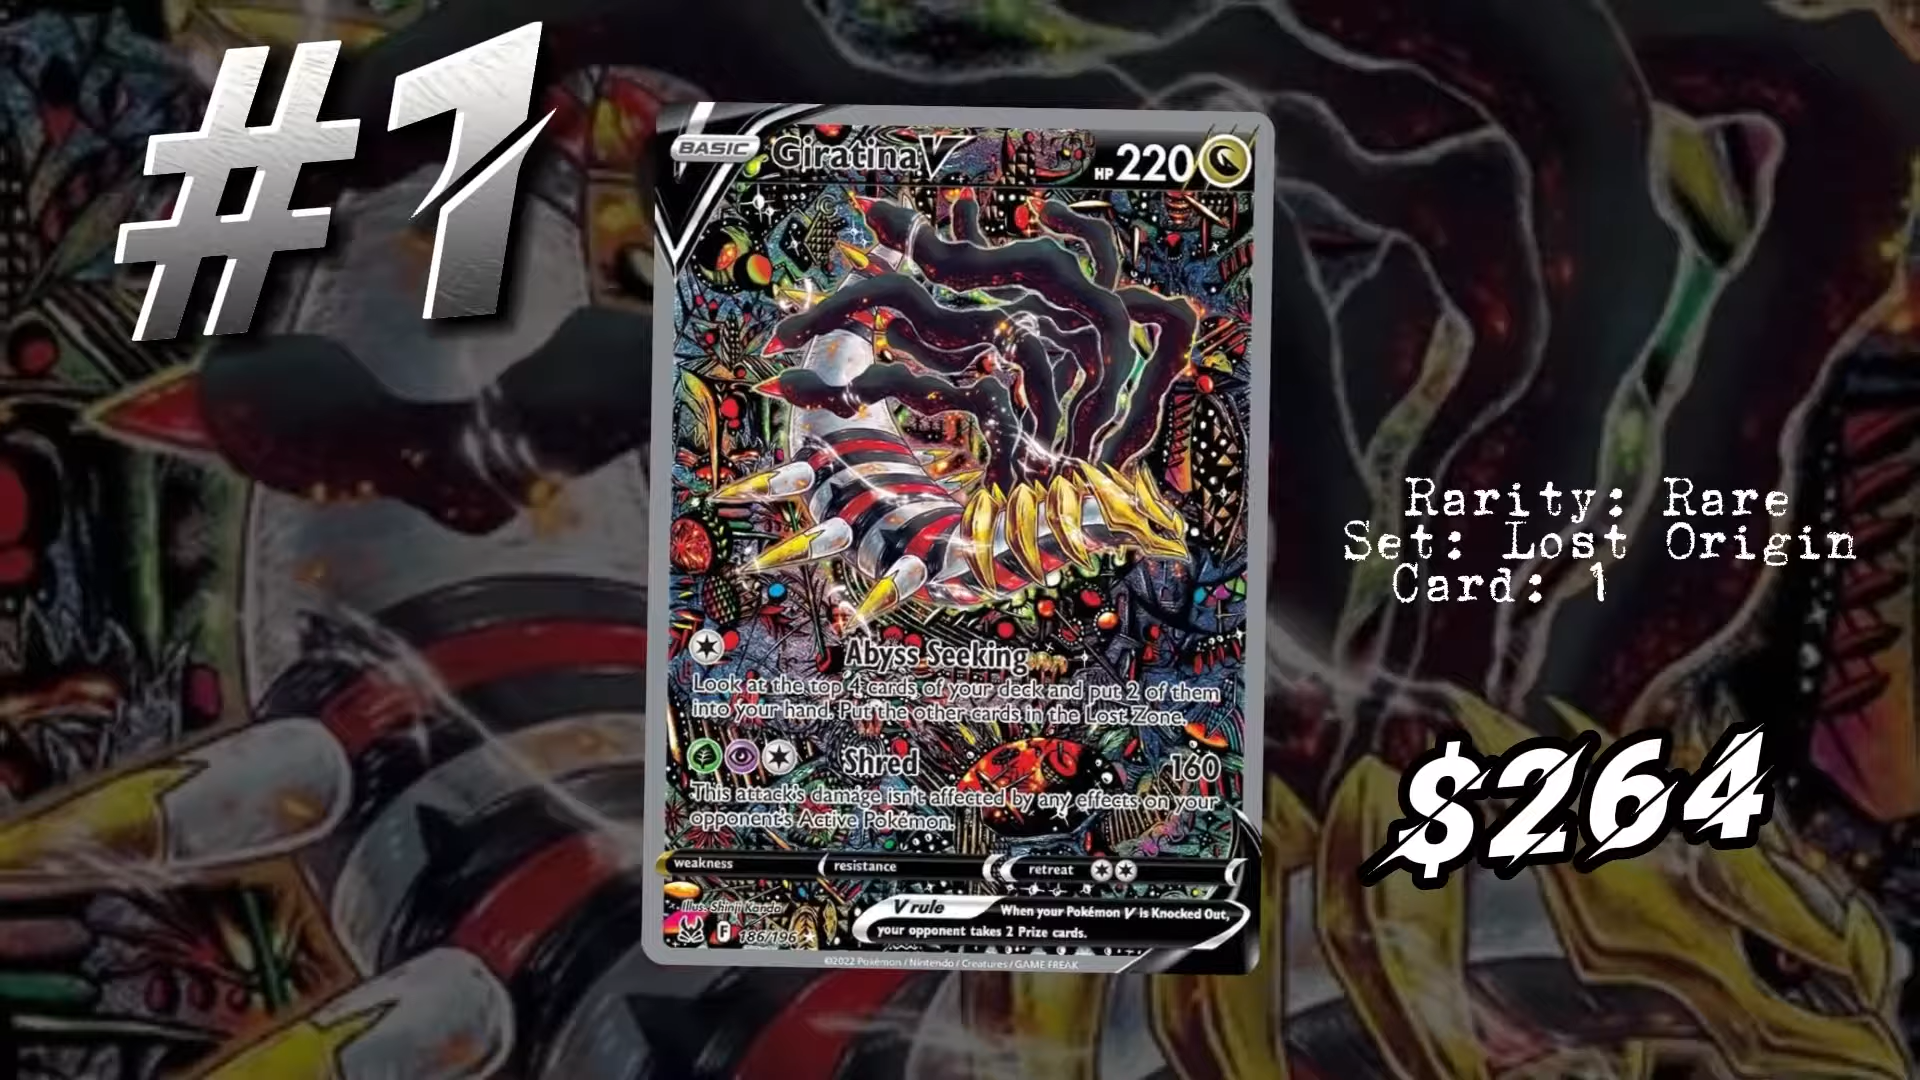 #1
BASIC Giratina V HP 220
Abyss Seeking
Look at the top 4 cards of your deck and put 2 of them
into your hand. Put the other cards in the Lost Zone.
Shred 160
This attack's damage isn't affected by any effects on your
opponent's Active Pokémon.
weakness resistance retreat
Illus. Shinji Kanda
F 186/196
V rule When your Pokémon V is Knocked Out,
your opponent takes 2 Prize cards.
©2022 Pokémon / Nintendo / Creatures / GAME FREAK
Rarity: Rare
Set: Lost Origin
Card: 1
$264